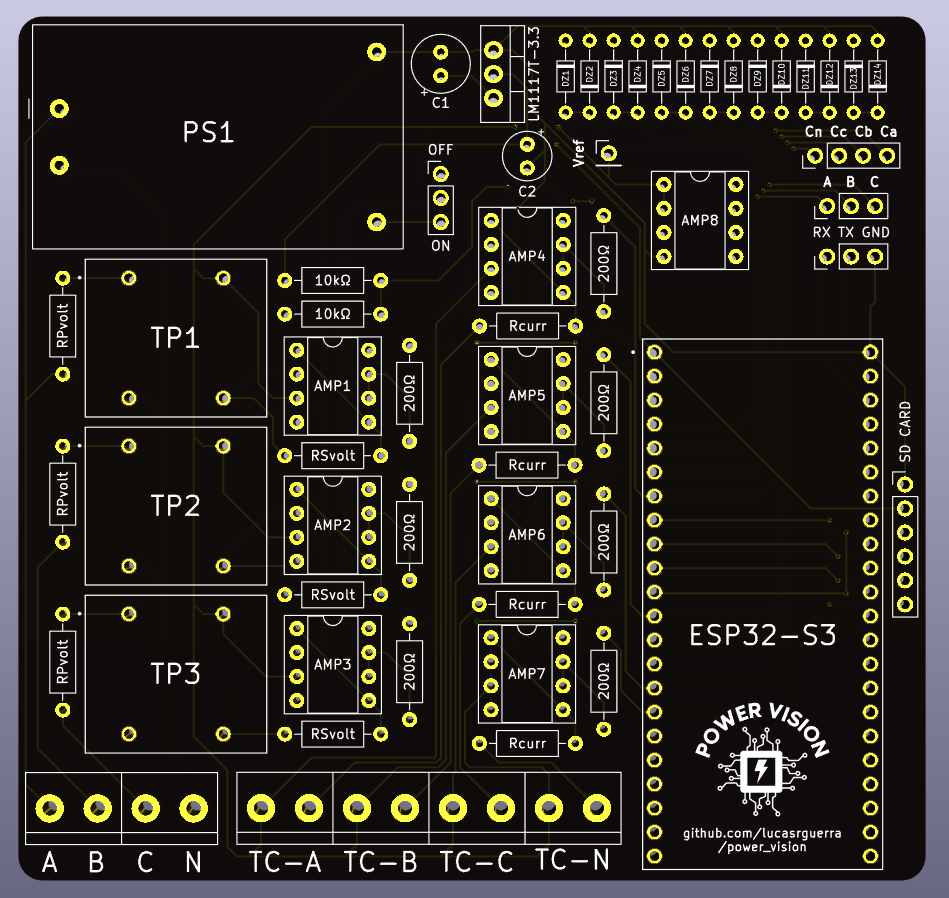 PS1
+
C1
LM1117T-3.3
DZ1
DZ2
DZ3
DZ4
DZ5
DZ6
DZ7
DZ8
DZ9
DZ10
DZ11
DZ12
DZ13
DZ14
Cn Cc Cb Ca
OFF
ON
+
C2
Vref
AMP8
A B C
RX TX GND
AMP4
200Ω
10kΩ
10kΩ
RPvolt
TP1
AMP1
200Ω
RSvolt
Rcurr
AMP5
200Ω
Rcurr
SD CARD
RPvolt
TP2
AMP2
200Ω
RSvolt
AMP6
200Ω
Rcurr
ESP32-S3
RPvolt
TP3
AMP3
200Ω
RSvolt
AMP7
200Ω
Rcurr
POWER VISION
github.com/lucasrguerra
/power_vision
A B C N
TC-A TC-B TC-C TC-N